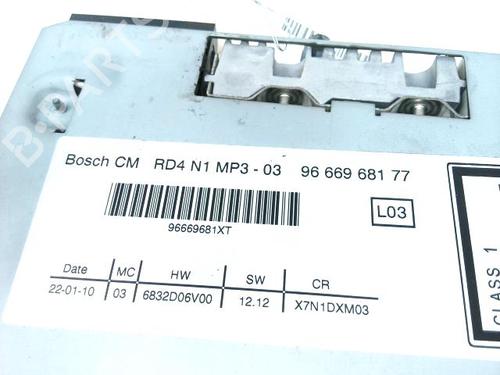 B-PARTS
Bosch CM RD4 N1 MP3 - 03 96 669 681 77
96669681XT
L03
Date MC HW SW CR
22-01-10 03 6832D06V00 12.12 X7N1DXM03
CLASS 1